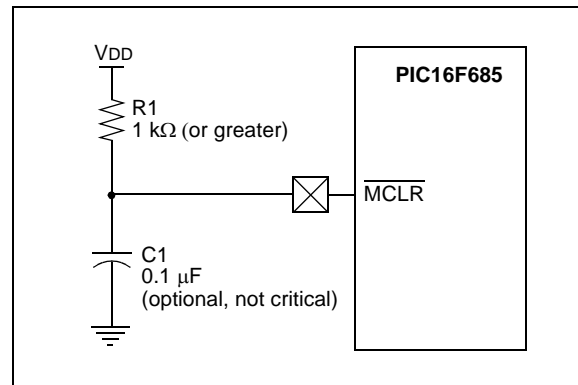 VDD
PIC16F685
R1
1 kΩ (or greater)
MCLR
C1
0.1 μF
(optional, not critical)